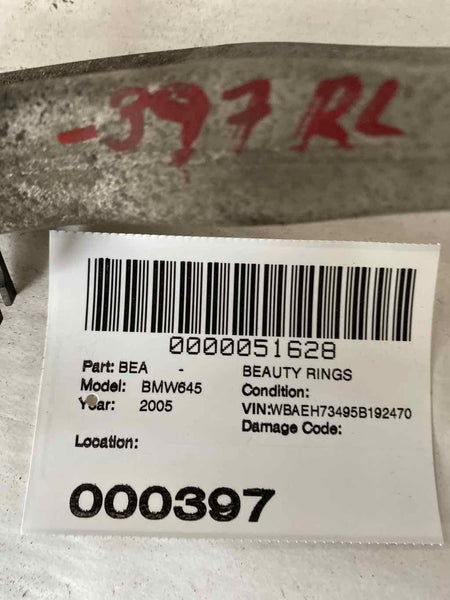 -397 RL
0000051628
Part: BEA - BEAUTY RINGS
Model: BMW645 Condition:
Year: 2005 VIN:WBAEH73495B192470
Damage Code:
Location:
000397